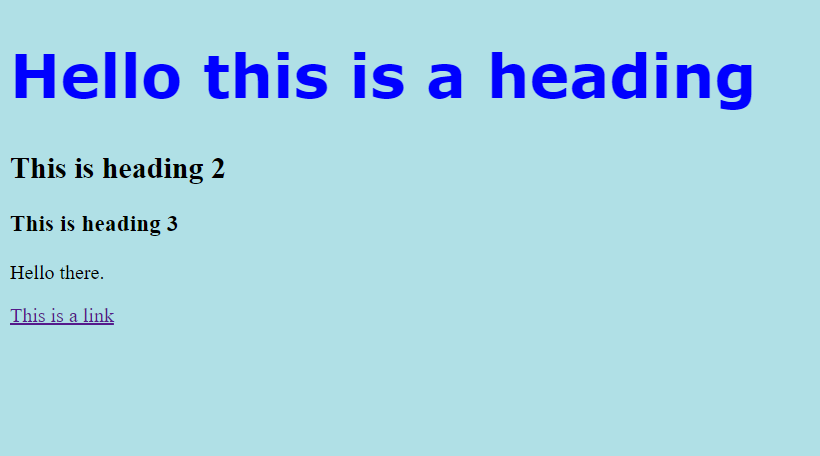 Hello this is a heading
This is heading 2
This is heading 3
Hello there.
This is a link